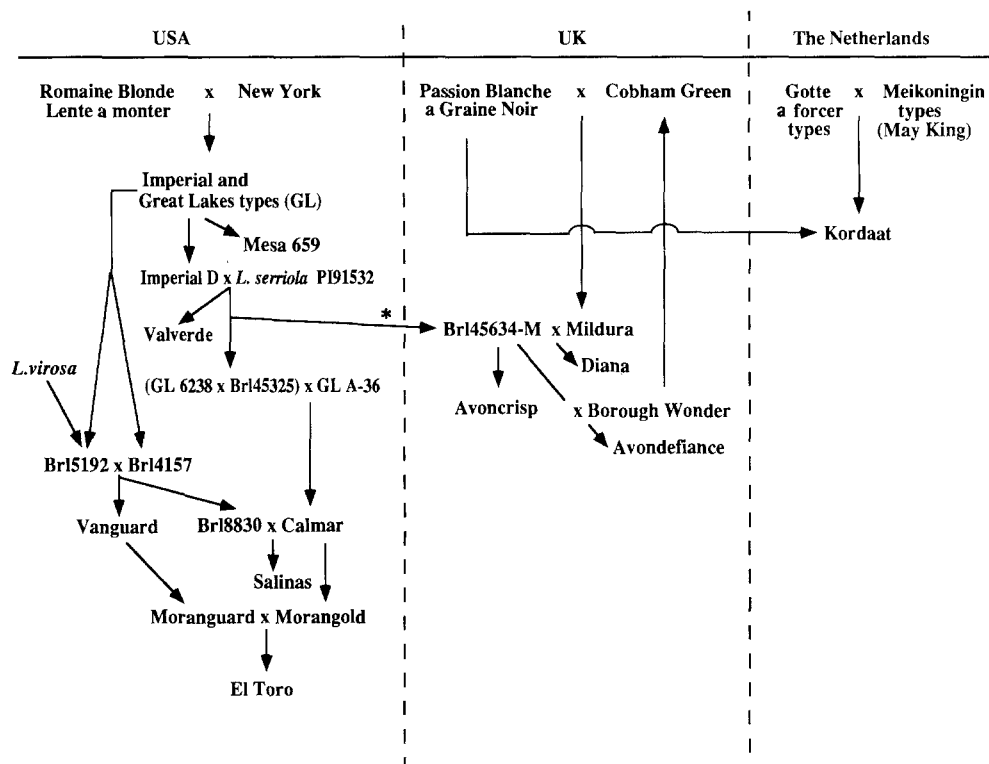 USA
UK
The Netherlands
Romaine Blonde x New York
Lente a monter
Passion Blanche x Cobham Green
a Graine Noir
Gotte x Meikoningin
a forcer types
types (May King)
Imperial and
Great Lakes types (GL)
Mesa 659
Kordaat
Imperial D x L. serriola PI91532
*
Valverde
Brl45634-M x Mildura
Diana
L.virosa
(GL 6238 x Brl45325) x GL A-36
Avoncrisp
x Borough Wonder
Avondefiance
Brl5192 x Brl4157
Vanguard
Brl8830 x Calmar
Salinas
Moranguard x Morangold
El Toro